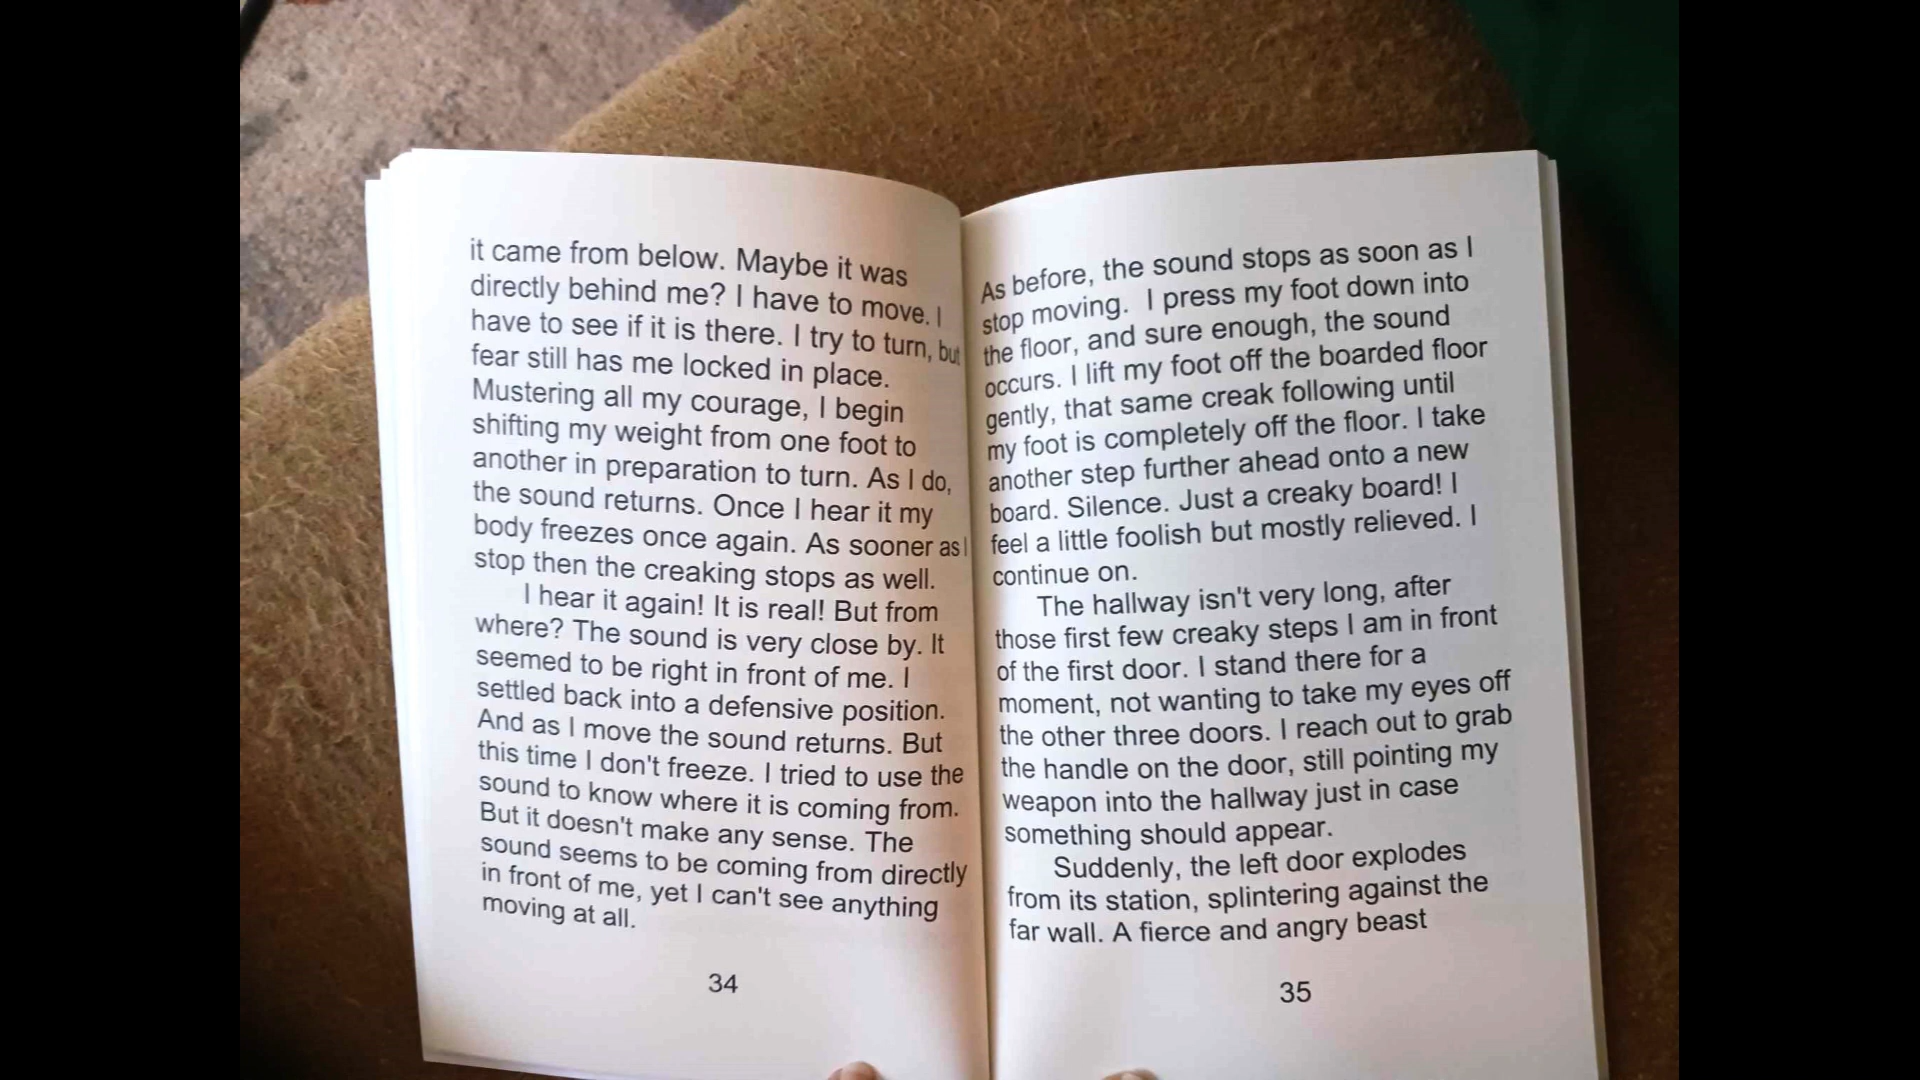 it came from below. Maybe it was
directly behind me? I have to move. I
have to see if it is there. I try to turn, but
fear still has me locked in place.
Mustering all my courage, I begin
shifting my weight from one foot to
another in preparation to turn. As I do,
the sound returns. Once I hear it my
body freezes once again. As sooner as I
stop then the creaking stops as well.
I hear it again! It is real! But from
where? The sound is very close by. It
seemed to be right in front of me. I
settled back into a defensive position.
And as I move the sound returns. But
this time I don't freeze. I tried to use the
sound to know where it is coming from.
But it doesn't make any sense. The
sound seems to be coming from directly
in front of me, yet I can't see anything
moving at all.
34
As before, the sound stops as soon as I
stop moving.  I press my foot down into
the floor, and sure enough, the sound
occurs. I lift my foot off the boarded floor
gently, that same creak following until
my foot is completely off the floor. I take
another step further ahead onto a new
board. Silence. Just a creaky board! I
feel a little foolish but mostly relieved. I
continue on.
The hallway isn't very long, after
those first few creaky steps I am in front
of the first door. I stand there for a
moment, not wanting to take my eyes off
the other three doors. I reach out to grab
the handle on the door, still pointing my
weapon into the hallway just in case
something should appear.
Suddenly, the left door explodes
from its station, splintering against the
far wall. A fierce and angry beast
35